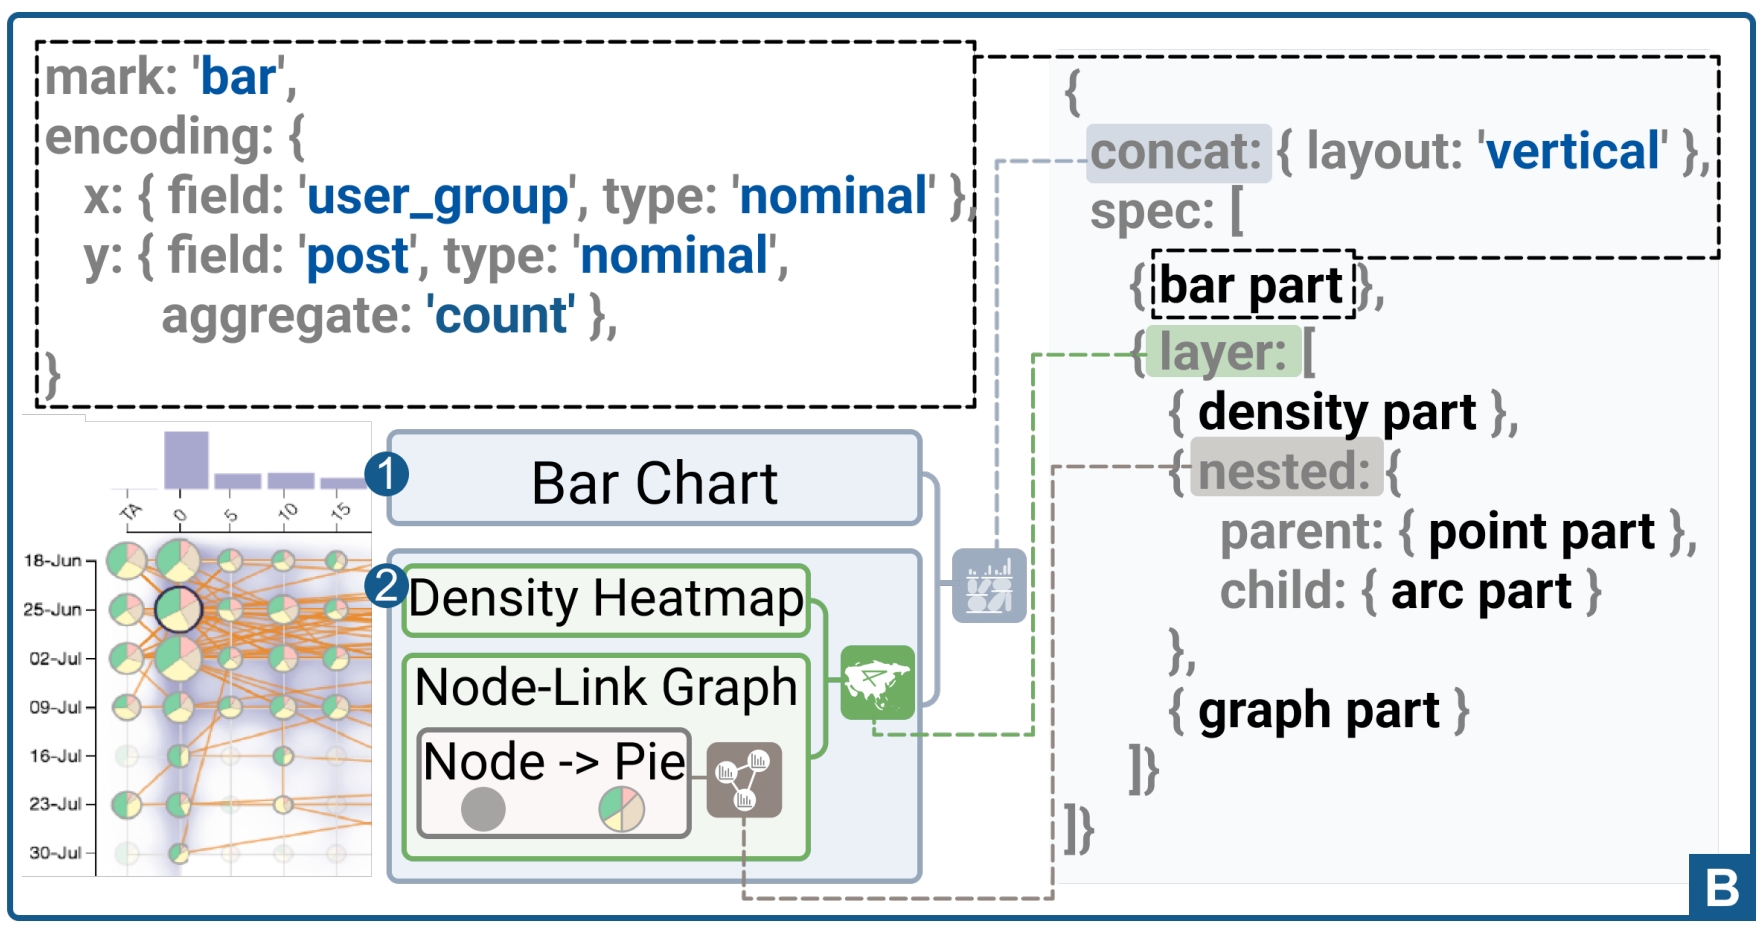 mark: 'bar',
encoding: {
x: { field: 'user_group', type: 'nominal' },
y: { field: 'post', type: 'nominal',
aggregate: 'count' },
}
{
concat: { layout: 'vertical' },
spec: [
{ bar part },
{ layer: [
{ density part },
{ nested: {
parent: { point part },
child: { arc part }
},
{ graph part }
]}
]}
TA
0
5
10
15
18-Jun
25-Jun
02-Jul
09-Jul
16-Jul
23-Jul
30-Jul
1
Bar Chart
2
Density Heatmap
Node-Link Graph
Node -> Pie
B